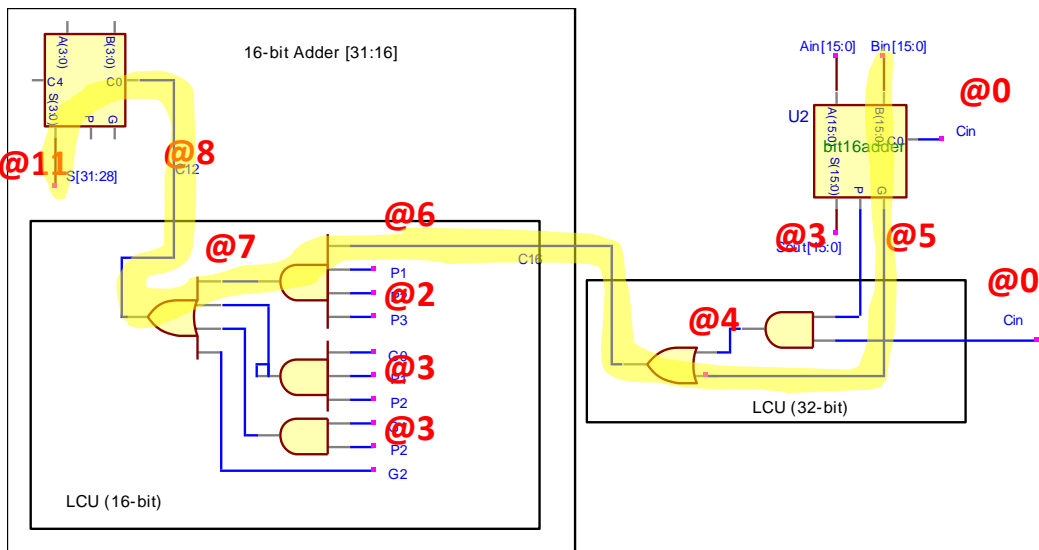 A(3:0)
B(3:0)
C4
C0
S(3:0)
P
G
16-bit Adder [31:16]
@11
S[31:28]
@8
C12
@7
@6
C16
P1
@2
P3
@3
P2
@3
P2
G2
LCU (16-bit)
Ain[15:0]
Bin[15:0]
@0
U2
A(15:0)
B(15:0)
C0
Cin
bit16adder
S(15:0)
P
G
@3
@5
@0
Cin
@4
LCU (32-bit)